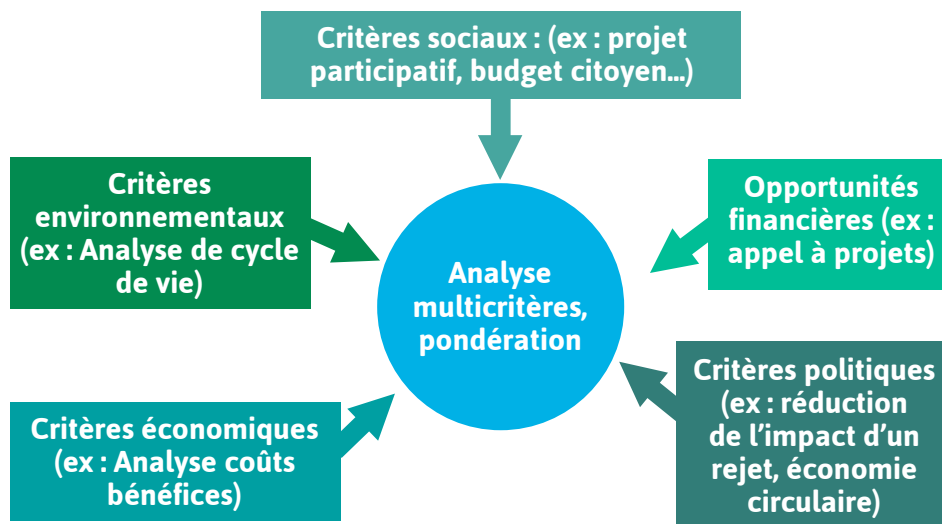 Critères sociaux : (ex : projet
participatif, budget citoyen...)
Critères
environnementaux
(ex : Analyse de cycle
de vie)
Opportunités
financières (ex :
appel à projets)
Analyse
multicritères,
pondération
Critères économiques
(ex : Analyse coûts
bénéfices)
Critères politiques
(ex : réduction
de l'impact d'un
rejet, économie
circulaire)